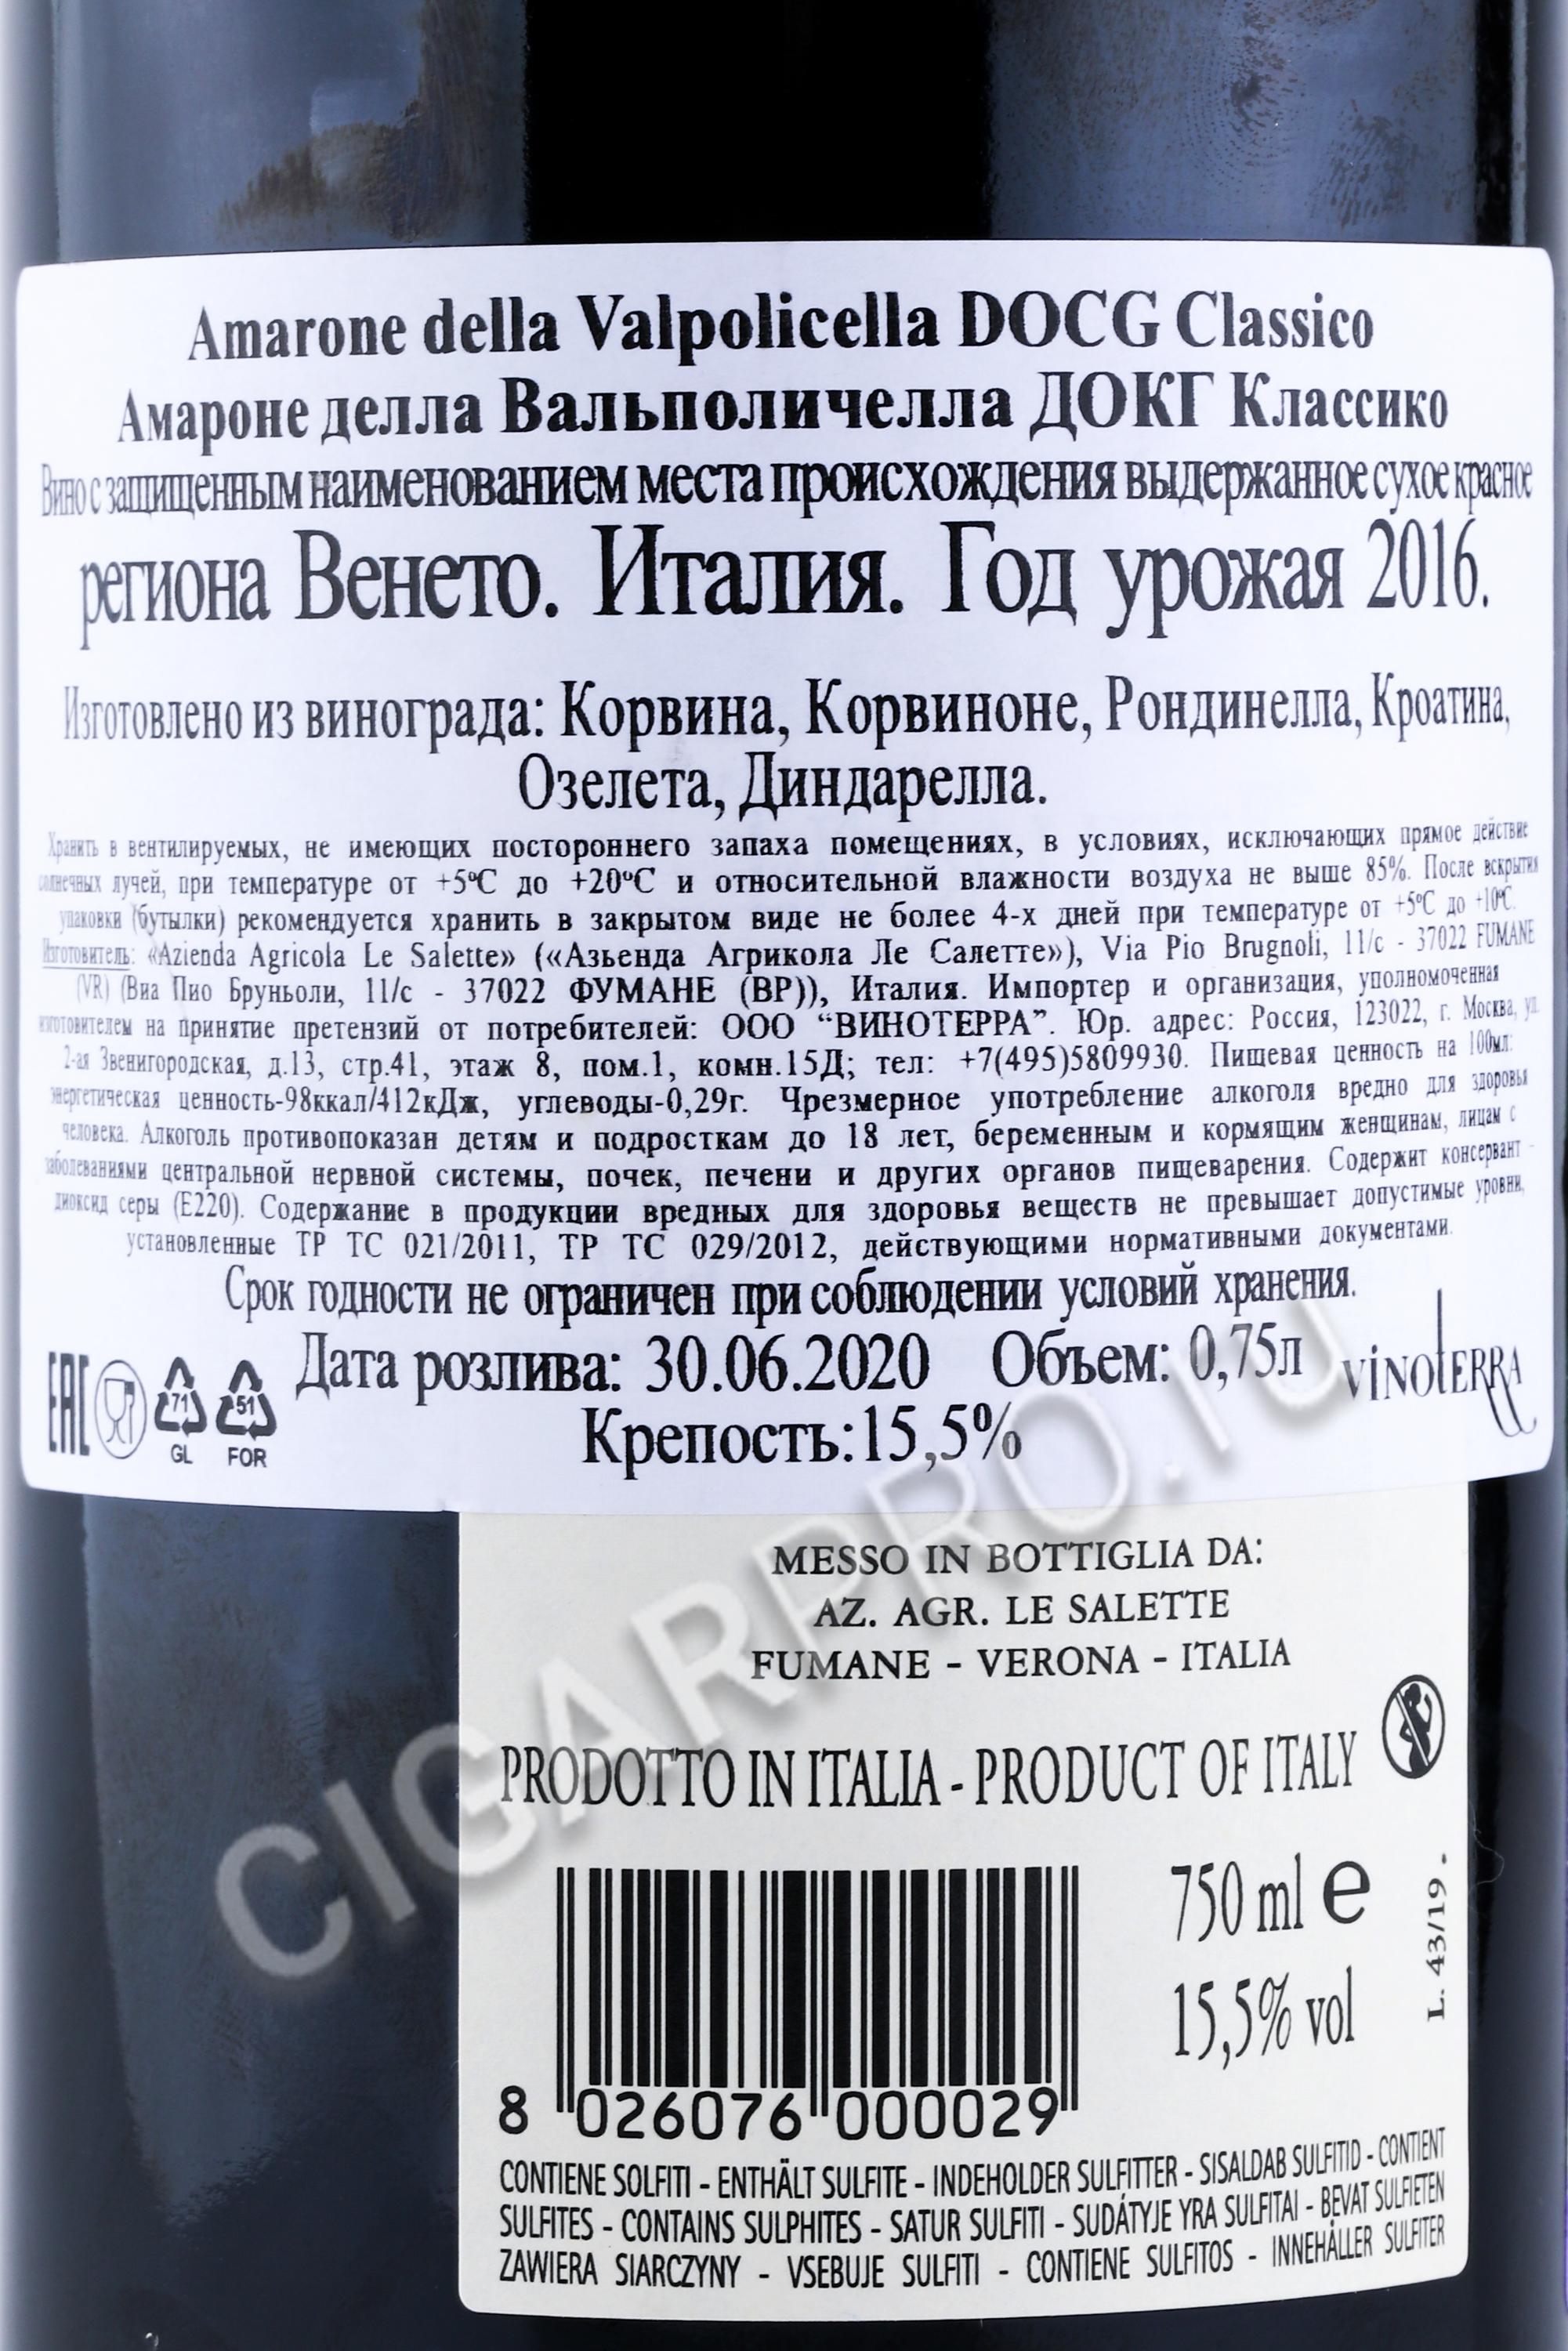 Amarone della Valpolicella DOCG Classico
Амароне делла Вальполичелла ДОКГ Классико
Вино с защищенным наименованием места происхождения выдержанное сухое красное
региона Венето. Италия. Год урожая 2016.
Изготовлено из винограда: Корвина, Корвиноне, Рондинелла, Кроатина,
Озелета, Диндарелла.
Хранить в вентилируемых, не имеющих постороннего запаха помещениях, в условиях, исключающих прямое действие
солнечных лучей, при температуре от +5ºС до +20ºС и относительной влажности воздуха не выше 85%. После вскрытия
упаковки (бутылки) рекомендуется хранить в закрытом виде не более 4-х дней при температуре от +5ºС до +10ºС.
Изготовитель: «Azienda Agricola Le Salette» («Азьенда Агрикола Ле Салетте»), Via Pio Brugnoli, 11/c - 37022 FUMANE
(VR) (Виа Пио Бруньоли, 11/с - 37022 ФУМАНЕ (ВР)), Италия. Импортер и организация, уполномоченная
изготовителем на принятие претензий от потребителей: ООО “ВИНОТЕРРА”. Юр. адрес: Россия, 123022, г. Москва, ул.
2-ая Звенигородская, д.13, стр.41, этаж 8, пом.1, комн.15Д; тел: +7(495)5809930. Пищевая ценность на 100мл:
энергетическая ценность-98ккал/412кДж, углеводы-0,29г. Чрезмерное употребление алкоголя вредно для здоровья
человека. Алкоголь противопоказан детям и подросткам до 18 лет, беременным и кормящим женщинам, лицам с
заболеваниями центральной нервной системы, почек, печени и других органов пищеварения. Содержит консервант -
диоксид серы (Е220). Содержание в продукции вредных для здоровья веществ не превышает допустимые уровни,
установленные ТР ТС 021/2011, ТР ТС 029/2012, действующими нормативными документами.
Срок годности не ограничен при соблюдении условий хранения.
Дата розлива: 30.06.2020 Объем: 0,75л
Крепость:15,5%
EAC
71
GL
51
FOR
VINOTERRA
MESSO IN BOTTIGLIA DA:
AZ. AGR. LE SALETTE
FUMANE - VERONA - ITALIA
PRODOTTO IN ITALIA - PRODUCT OF ITALY
750 ml e
15,5% vol
L. 43/19 .
8 026076 000029
CONTIENE SOLFITI - ENTHÄLT SULFITE - INDEHOLDER SULFITTER - SISALDAB SULFITID - CONTIENT
SULFITES - CONTAINS SULPHITES - SATUR SULFITI - SUDÁTYJE YRA SULFITAI - BEVAT SULFIETEN
ZAWIERA SIARCZYNY - VSEBUJE SULFITI - CONTIENE SULFITOS - INNEHÅLLER SULFITER
CIGARPRO.ru